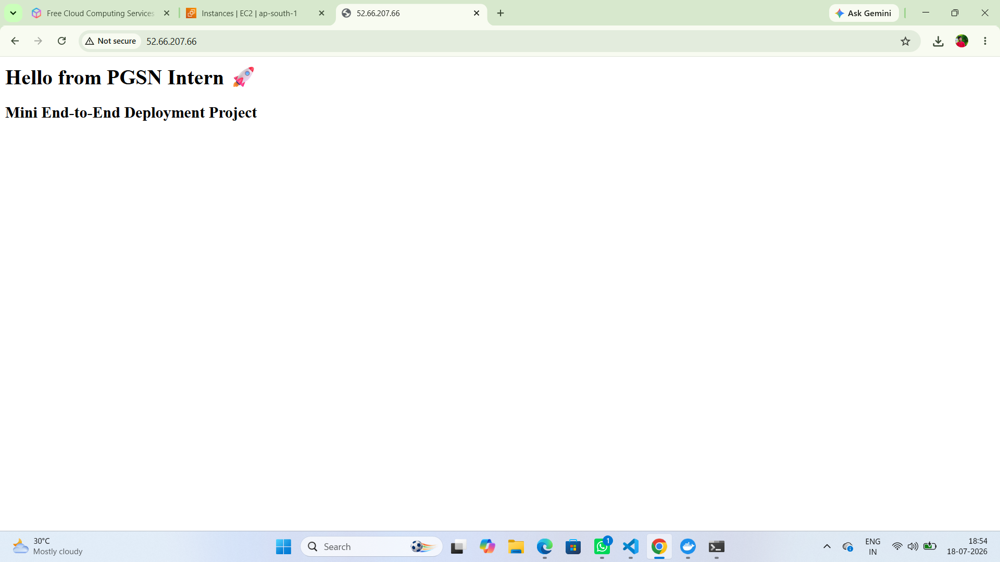 Free Cloud Computing Services
Instances | EC2 | ap-south-1
52.66.207.66
Ask Gemini
Not secure
52.66.207.66
Hello from PGSN Intern 🚀
Mini End-to-End Deployment Project
30°C
Mostly cloudy
Search
1
ENG
IN
18:54
18-07-2026